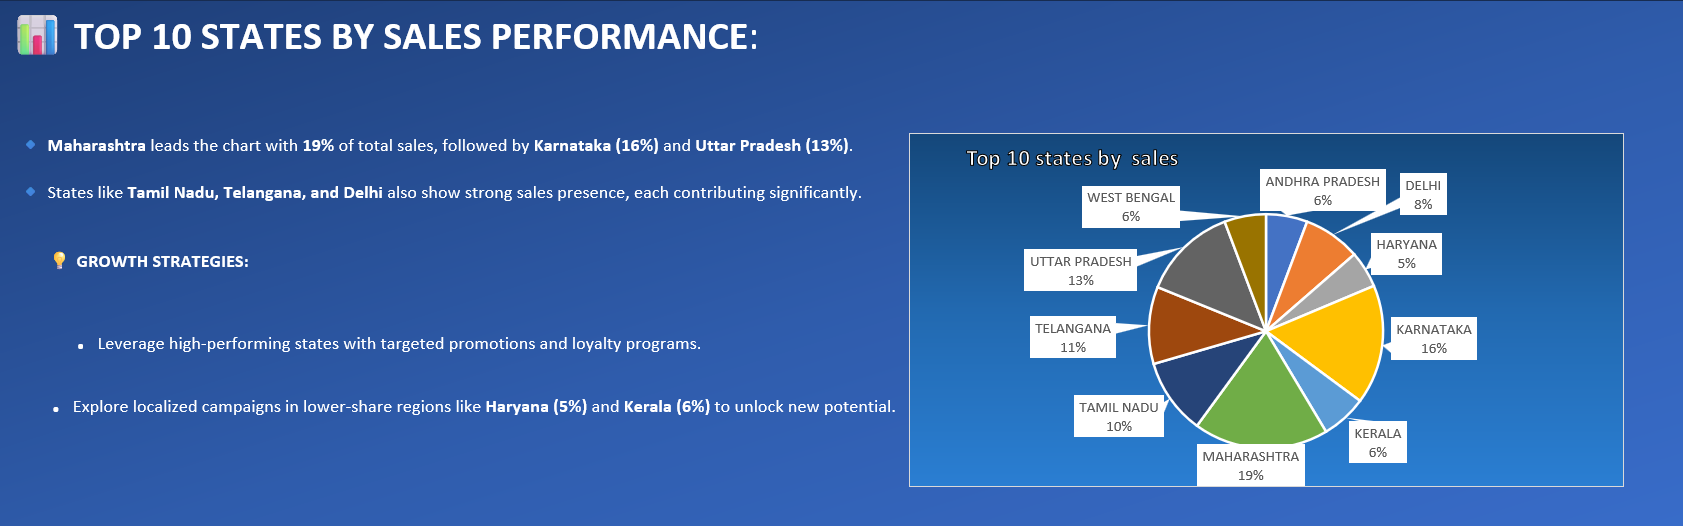 TOP 10 STATES BY SALES PERFORMANCE:
Maharashtra leads the chart with 19% of total sales, followed by Karnataka (16%) and Uttar Pradesh (13%).
States like Tamil Nadu, Telangana, and Delhi also show strong sales presence, each contributing significantly.
GROWTH STRATEGIES:
Leverage high-performing states with targeted promotions and loyalty programs.
Explore localized campaigns in lower-share regions like Haryana (5%) and Kerala (6%) to unlock new potential.
Top 10 states by  sales
ANDHRA PRADESH
6%
DELHI
8%
HARYANA
5%
KARNATAKA
16%
KERALA
6%
MAHARASHTRA
19%
TAMIL NADU
10%
TELANGANA
11%
UTTAR PRADESH
13%
WEST BENGAL
6%